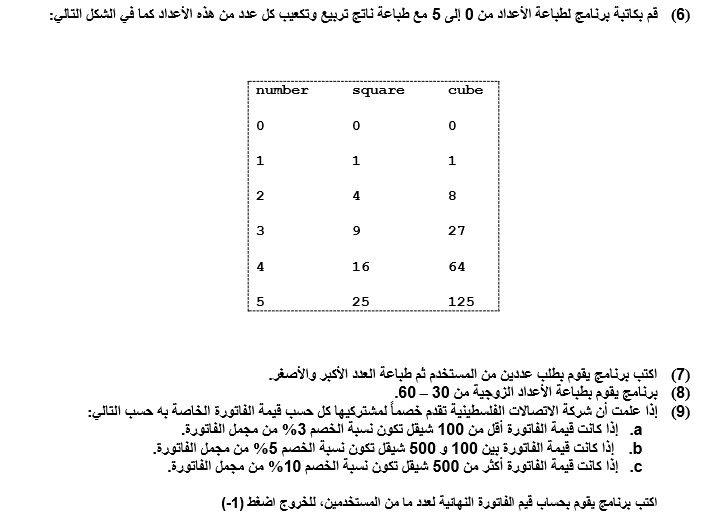 (6) قم بكاتبة برنامج لطباعة الأعداد من 0 إلى 5 مع طباعة ناتج تربيع وتكعيب كل عدد من هذه الأعداد كما في الشكل التالي:
number square cube
0 0 0
1 1 1
2 4 8
3 9 27
4 16 64
5 25 125
(7) اكتب برنامج يقوم بطلب عددين من المستخدم ثم طباعة العدد الأكبر والأصغر.
(8) برنامج يقوم بطباعة الأعداد الزوجية من 30 – 60.
(9) إذا علمت أن شركة الاتصالات الفلسطينية تقدم خصماً لمشتركيها كل حسب قيمة الفاتورة الخاصة به حسب التالي:
a. إذا كانت قيمة الفاتورة أقل من 100 شيقل تكون نسبة الخصم 3% من مجمل الفاتورة.
b. إذا كانت قيمة الفاتورة بين 100 و 500 شيقل تكون نسبة الخصم 5% من مجمل الفاتورة.
c. إذا كانت قيمة الفاتورة أكثر من 500 شيقل تكون نسبة الخصم 10% من مجمل الفاتورة.
اكتب برنامج يقوم بحساب قيم الفاتورة النهائية لعدد ما من المستخدمين، للخروج اضغط (1-)